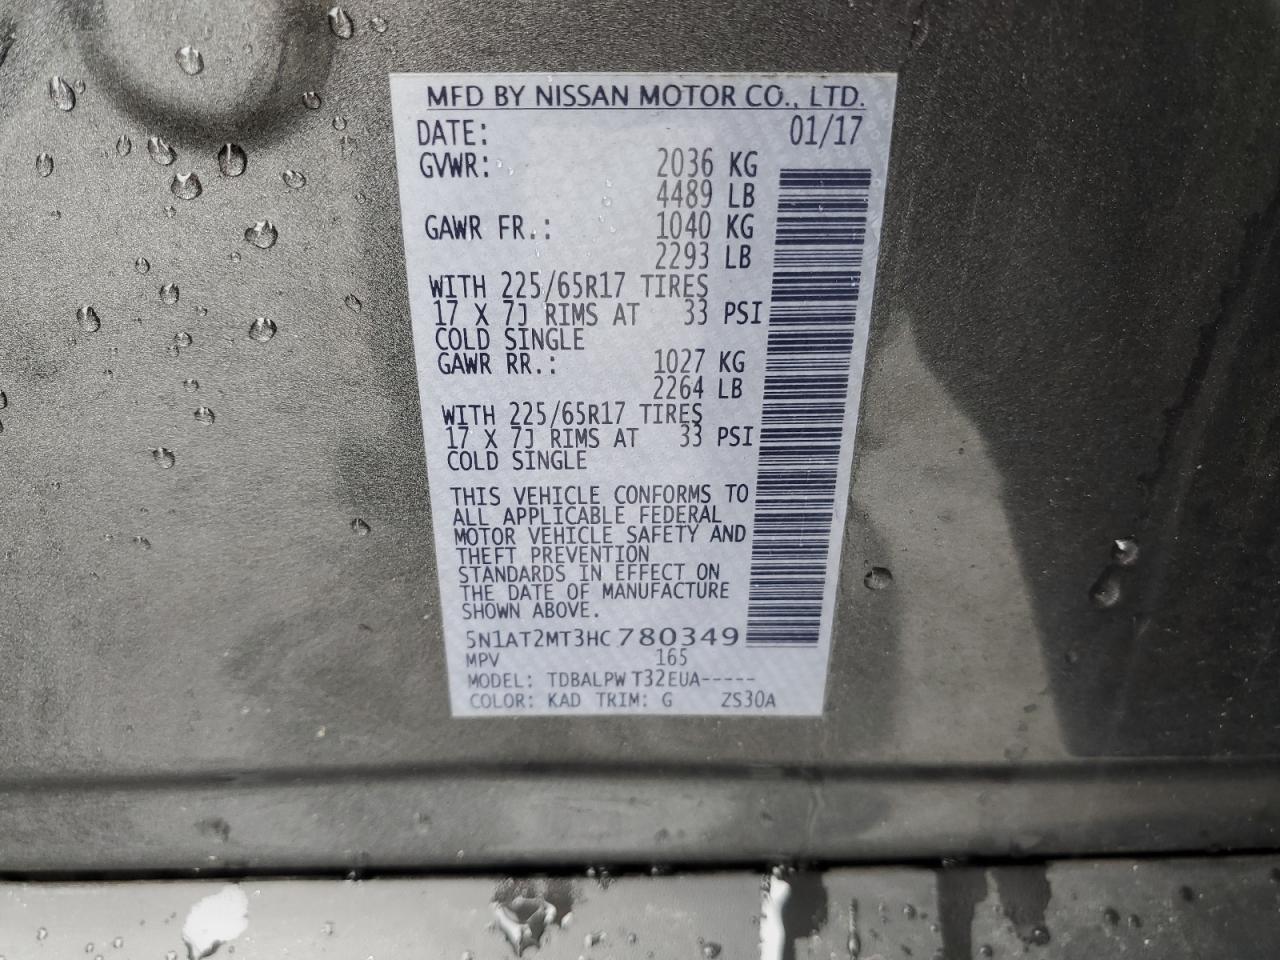 MFD BY NISSAN MOTOR CO., LTD.
DATE: 01/17
GVWR: 2036 KG
4489 LB
GAWR FR.: 1040 KG
2293 LB
WITH 225/65R17 TIRES
17 X 7J RIMS AT 33 PSI
COLD SINGLE
GAWR RR.: 1027 KG
2264 LB
WITH 225/65R17 TIRES
17 X 7J RIMS AT 33 PSI
COLD SINGLE
THIS VEHICLE CONFORMS TO
ALL APPLICABLE FEDERAL
MOTOR VEHICLE SAFETY AND
THEFT PREVENTION
STANDARDS IN EFFECT ON
THE DATE OF MANUFACTURE
SHOWN ABOVE.
5N1AT2MT3HC780349
MPV 165
MODEL: TDBALPW T32EUA-----
COLOR: KAD TRIM: G ZS30A